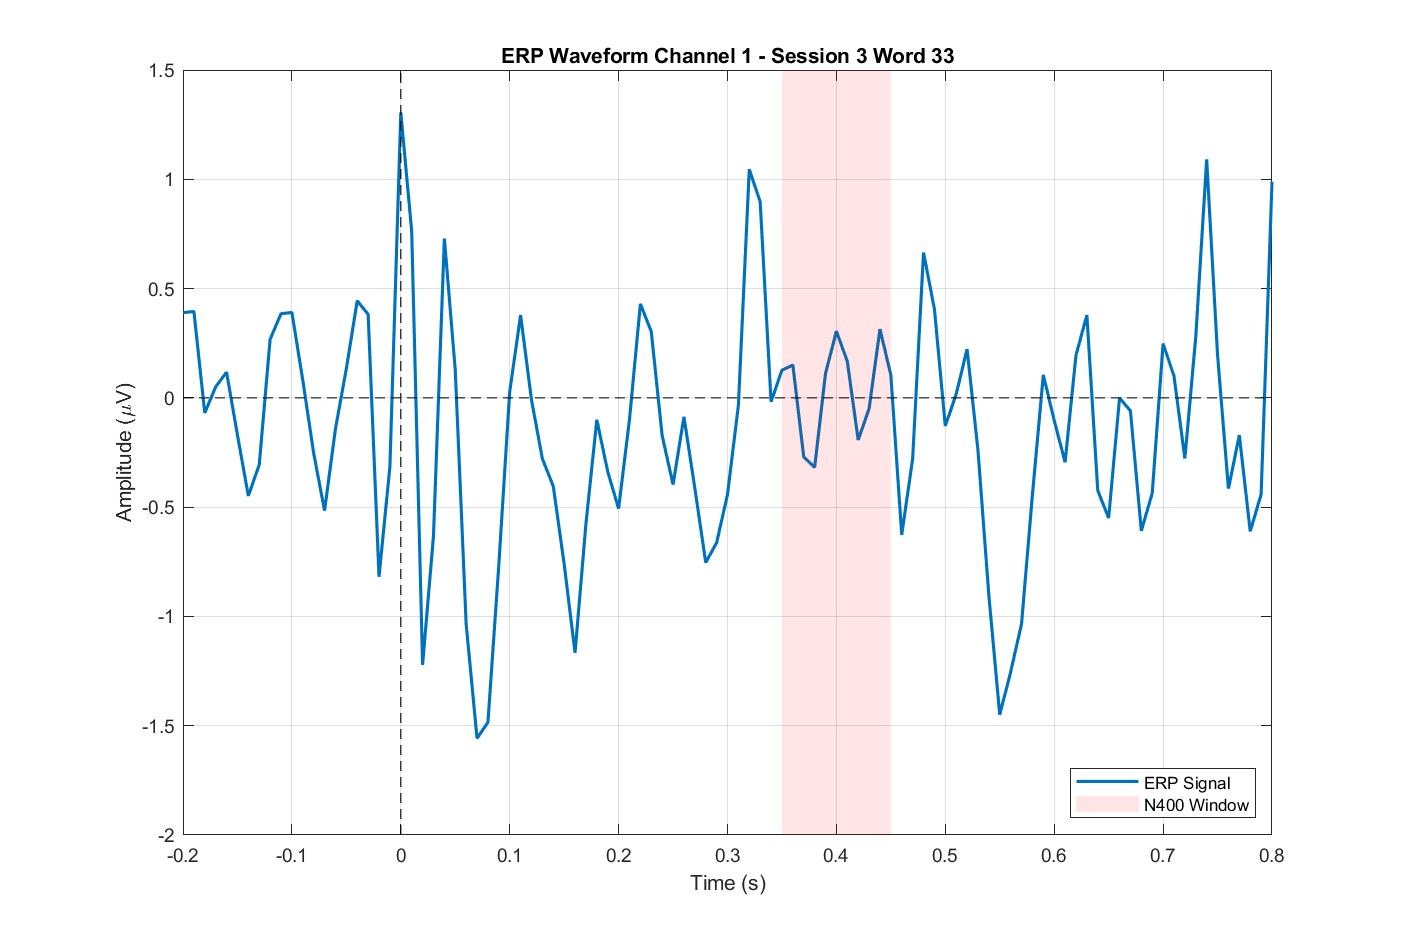 ERP Waveform Channel 1 - Session 3 Word 33
1.5
1
0.5
0
-0.5
-1
-1.5
-2
Amplitude (μV)
-0.2 -0.1 0 0.1 0.2 0.3 0.4 0.5 0.6 0.7 0.8
Time (s)
ERP Signal
N400 Window